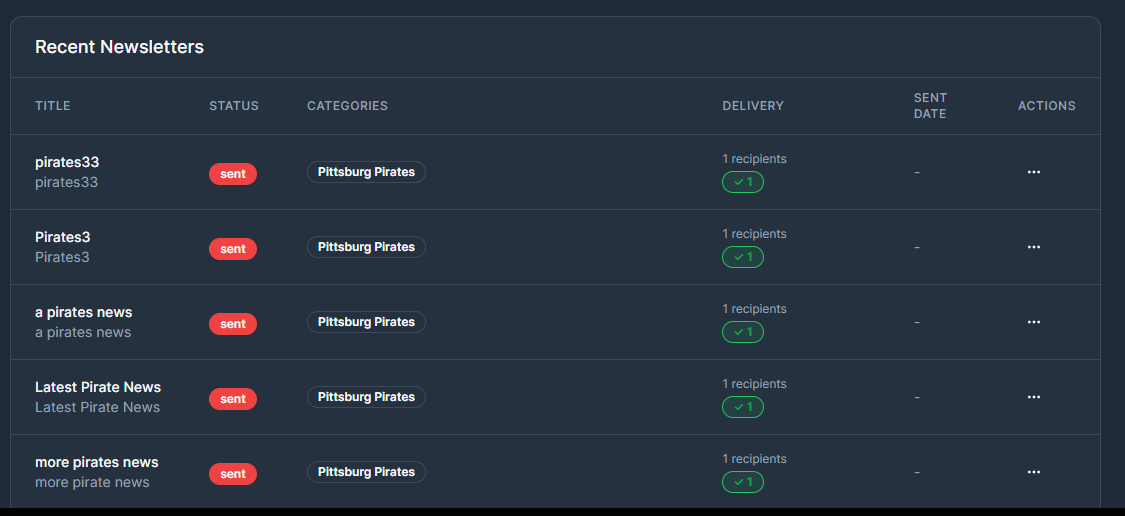 Recent Newsletters
TITLE STATUS CATEGORIES DELIVERY SENT DATE ACTIONS
pirates33
pirates33
sent
Pittsburg Pirates
1 recipients
✓ 1
-
...
Pirates3
Pirates3
sent
Pittsburg Pirates
1 recipients
✓ 1
-
...
a pirates news
a pirates news
sent
Pittsburg Pirates
1 recipients
✓ 1
-
...
Latest Pirate News
Latest Pirate News
sent
Pittsburg Pirates
1 recipients
✓ 1
-
...
more pirates news
more pirate news
sent
Pittsburg Pirates
1 recipients
✓ 1
-
...